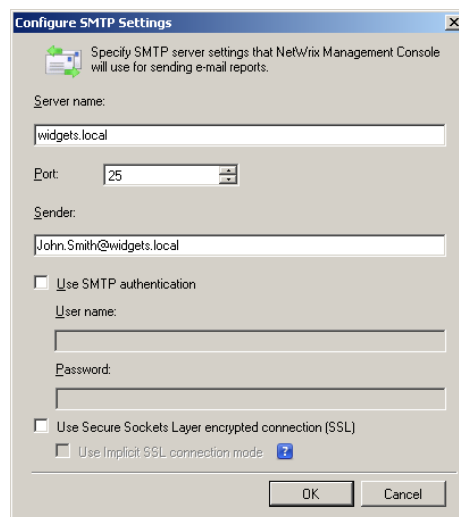 Configure SMTP Settings
Specify SMTP server settings that NetWrix Management Console
will use for sending e-mail reports.
Server name:
widgets.local
Port: 25
Sender:
John.Smith@widgets.local
Use SMTP authentication
User name:
Password:
Use Secure Sockets Layer encrypted connection (SSL)
Use Implicit SSL connection mode ?
OK Cancel